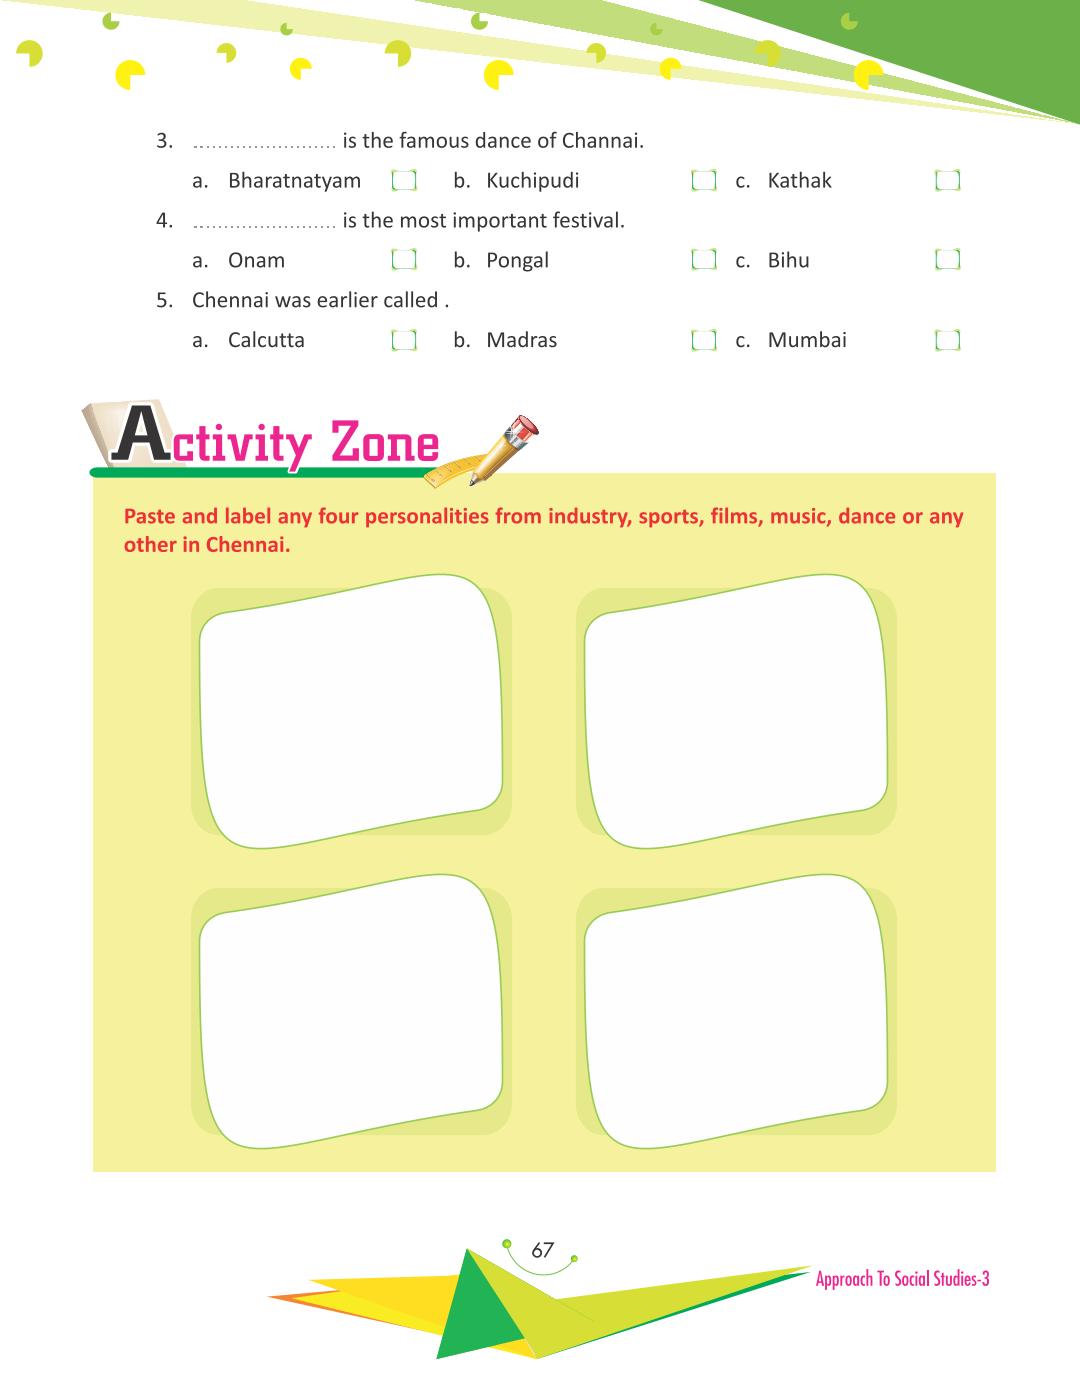 3. ........................ is the famous dance of Channai.
a. Bharatnatyam b. Kuchipudi c. Kathak
4. ........................ is the most important festival.
a. Onam b. Pongal c. Bihu
5. Chennai was earlier called .
a. Calcutta b. Madras c. Mumbai
Activity Zone
Paste and label any four personalities from industry, sports, films, music, dance or any
other in Chennai.
67
Approach To Social Studies-3